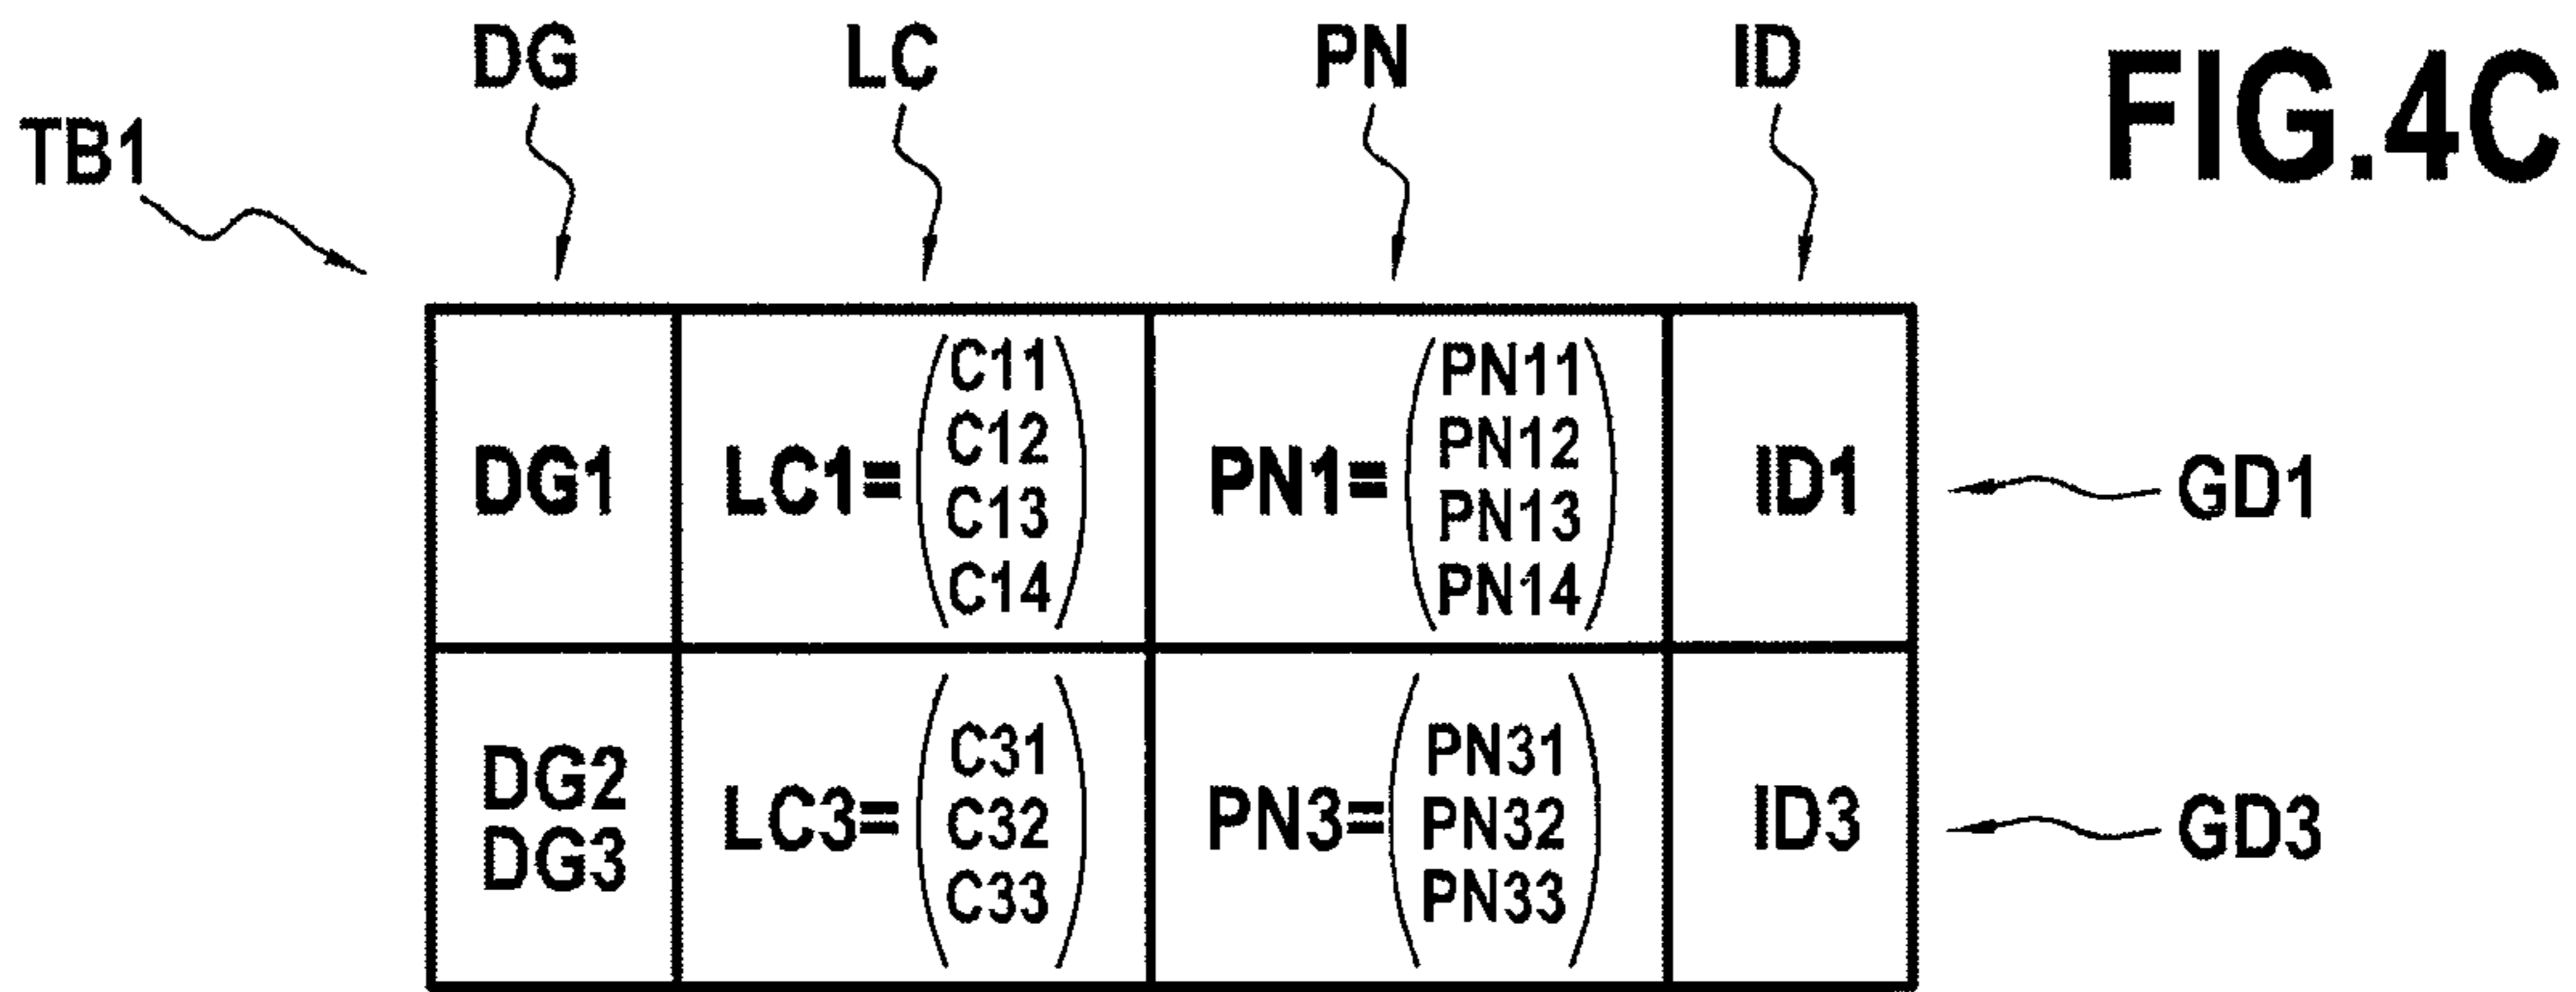 DG LC PN ID FIG.4C
TB1
C11 PN11
C12 PN12
DG1 LC1= PN1= ID1 GD1
C13 PN13
C14 PN14
C31 PN31
DG2
LC3= C32 PN3= PN32 ID3 GD3
DG3
C33 PN33